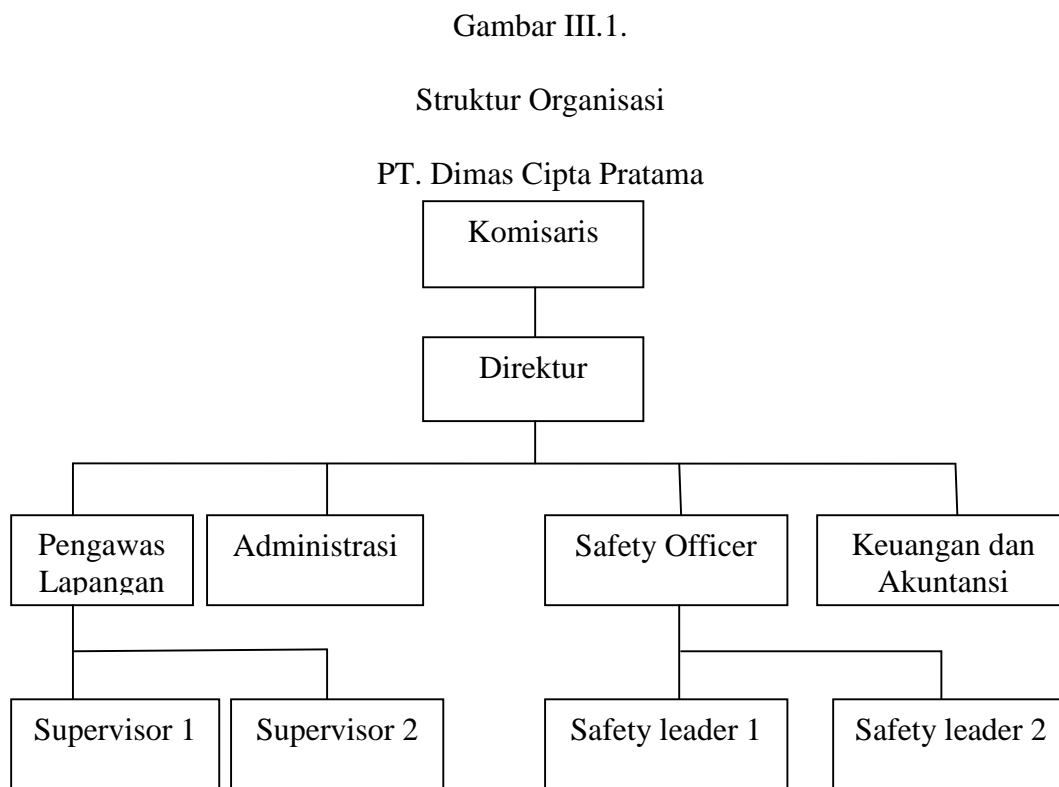 Gambar III.1.
Struktur Organisasi
PT. Dimas Cipta Pratama
Komisaris
Direktur
Pengawas
Lapangan
Administrasi
Safety Officer
Keuangan dan
Akuntansi
Supervisor 1
Supervisor 2
Safety leader 1
Safety leader 2